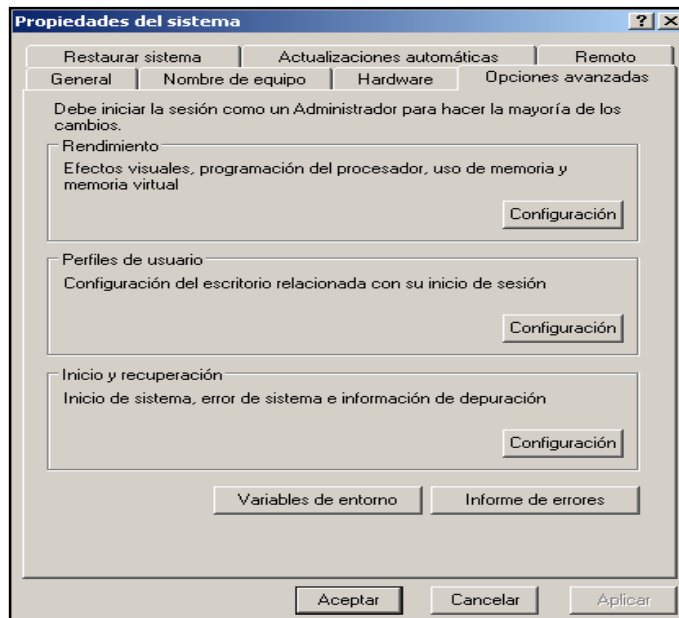 Propiedades del sistema
Restaurar sistema
Actualizaciones automáticas
Remoto
General
Nombre de equipo
Hardware
Opciones avanzadas
Debe iniciar la sesión como un Administrador para hacer la mayoría de los
cambios.
Rendimiento
Efectos visuales, programación del procesador, uso de memoria y
memoria virtual
Configuración
Perfiles de usuario
Configuración del escritorio relacionada con su inicio de sesión
Configuración
Inicio y recuperación
Inicio de sistema, error de sistema e información de depuración
Configuración
Variables de entorno
Informe de errores
Aceptar
Cancelar
Aplicar